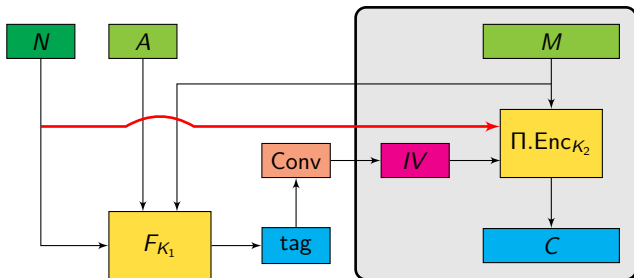 N
A
M
Π.Enc_{K_2}
Conv
IV
F_{K_1}
tag
C